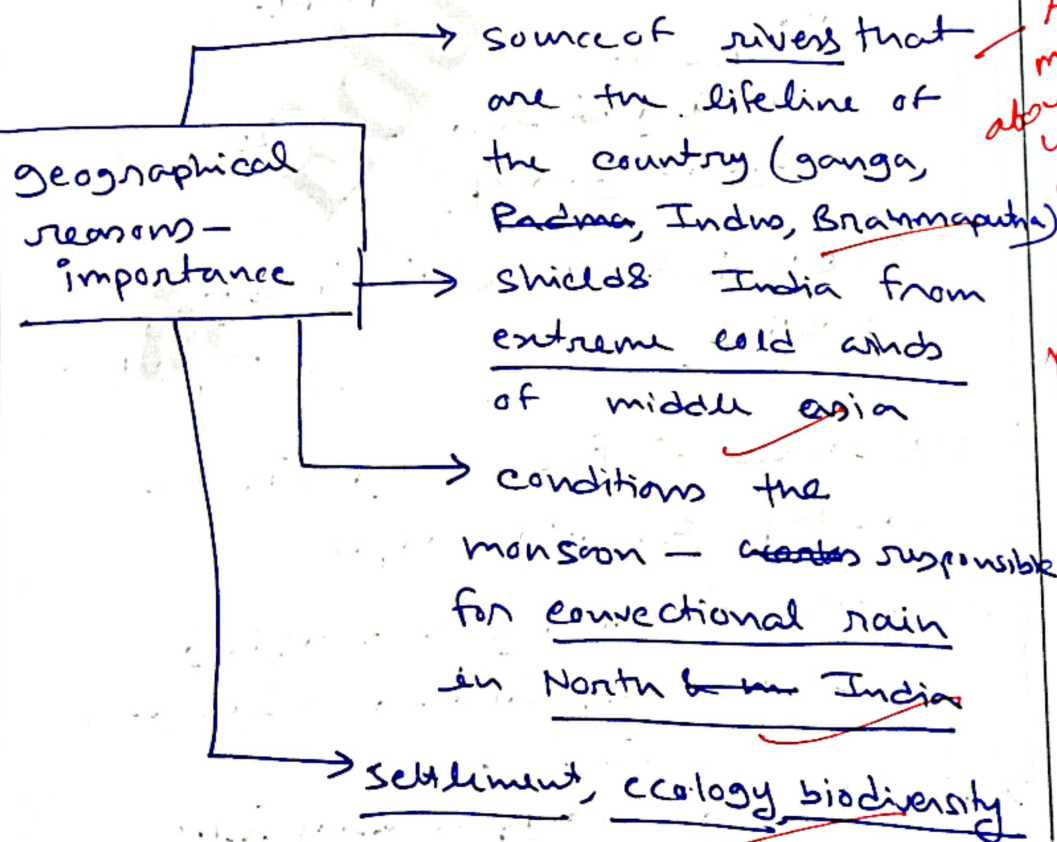 geographical
reasons-
importance
source of rivers that
are the lifeline of
the country (ganga,
Padma, Indus, Brahmaputra)
shields India from
extreme cold winds
of middle asia
conditions the
monsoon - responsible
for convectional rain
in North India
settliment, ecology, biodiversity
abo